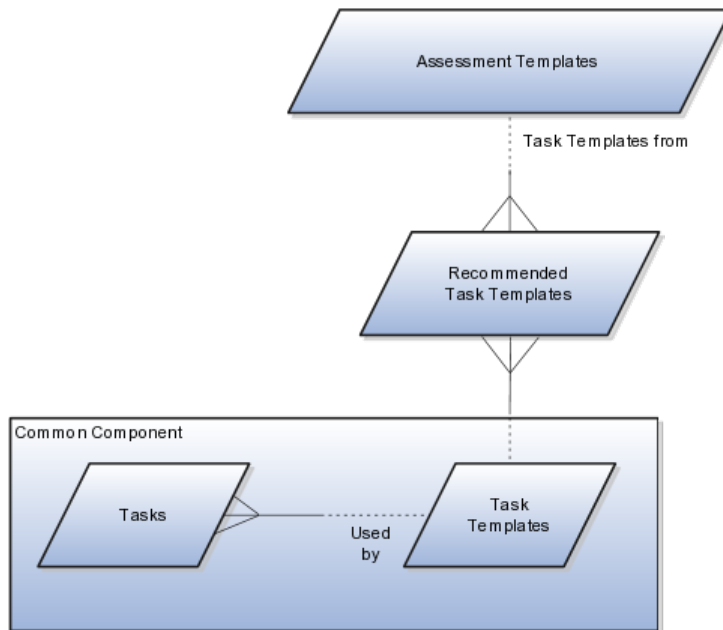 Assessment Templates
Task Templates from
Recommended
Task Templates
Common Component
Tasks
Used
by
Task
Templates